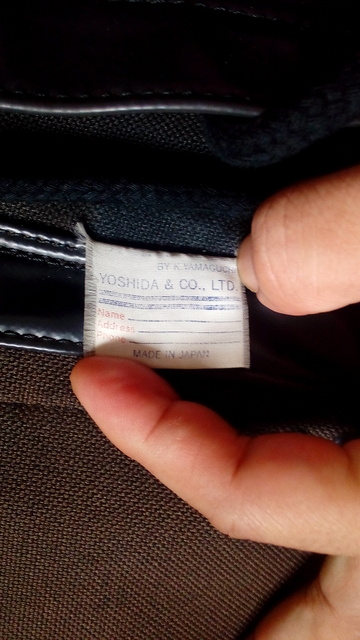 BY K.YAMAGUCHI
YOSHIDA & CO., LTD.
Name
Address
Phone
MADE IN JAPAN